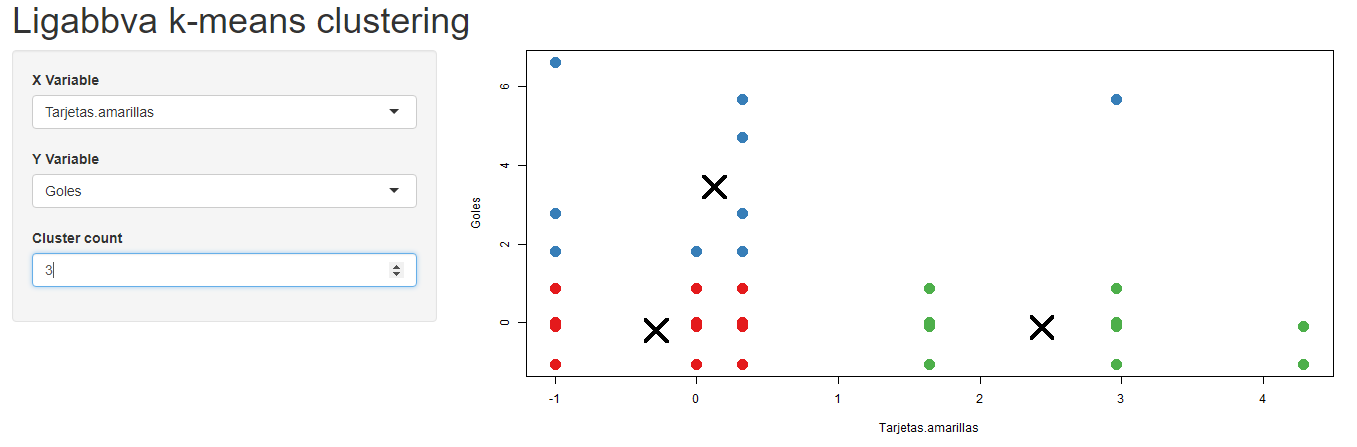 Ligabbva k-means clustering
X Variable
Tarjetas.amarillas
Y Variable
Goles
Cluster count
3
Goles
6
4
2
0
-1 0 1 2 3 4
Tarjetas.amarillas